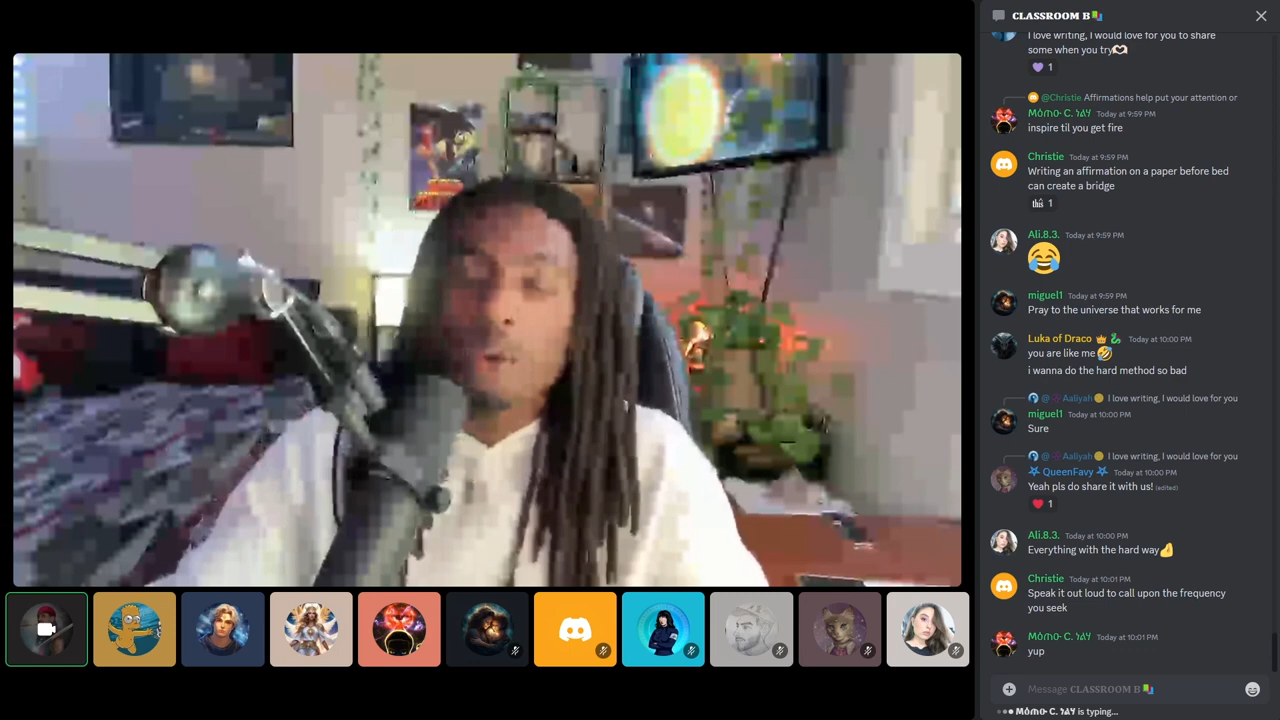 CLASSROOM B
I love writing, I would love for you to share
some when you try
1
@Christie Affirmations help put your attention or
Today at 9:59 PM
inspire til you get fire
Christie Today at 9:59 PM
Writing an affirmation on a paper before bed
can create a bridge
1
Ali.8.3. Today at 9:59 PM
miguel1 Today at 9:59 PM
Pray to the universe that works for me
Luka of Draco Today at 10:00 PM
you are like me
i wanna do the hard method so bad
@ Aaliyah I love writing, I would love for you
miguel1 Today at 10:00 PM
Sure
@ Aaliyah I love writing, I would love for you
QueenFavy Today at 10:00 PM
Yeah pls do share it with us! (edited)
1
Ali.8.3. Today at 10:00 PM
Everything with the hard way
Christie Today at 10:01 PM
Speak it out loud to call upon the frequency
you seek
Today at 10:01 PM
yup
Message CLASSROOM B
is typing...